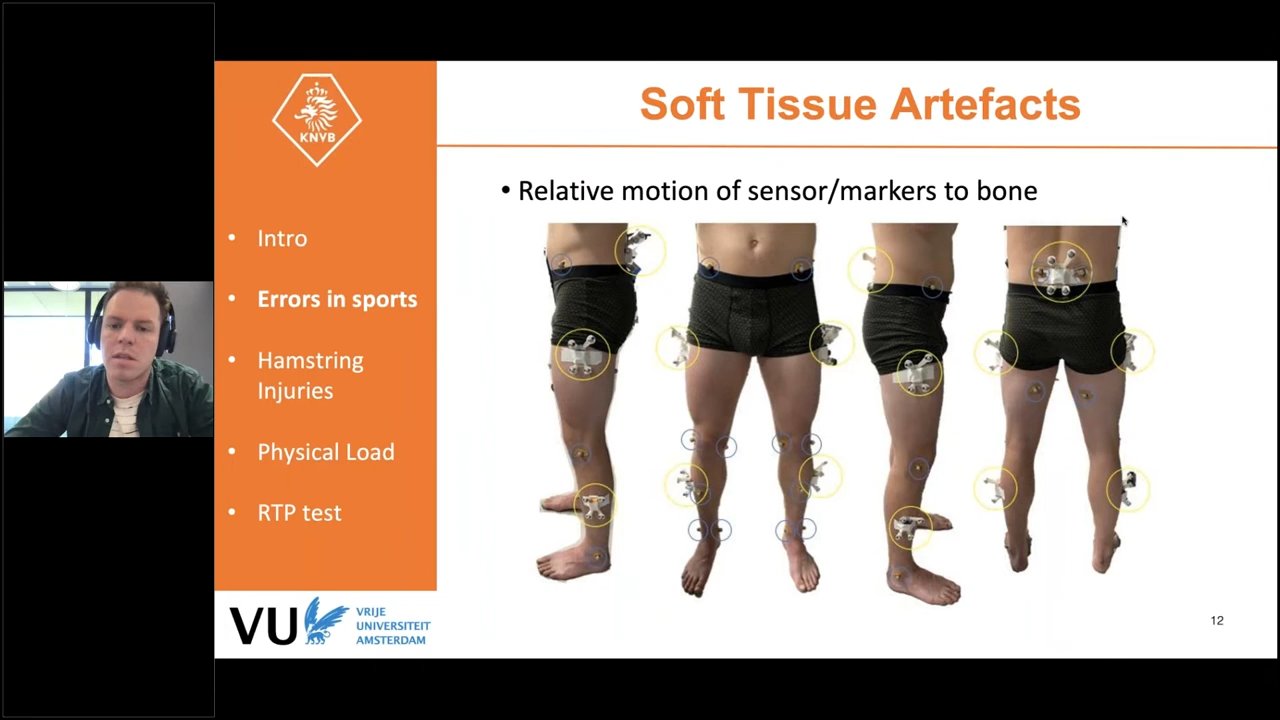 KNVB
• Intro
• Errors in sports
• Hamstring
Injuries
• Physical Load
• RTP test
VU VRIJE
UNIVERSITEIT
AMSTERDAM
Soft Tissue Artefacts
• Relative motion of sensor/markers to bone
12